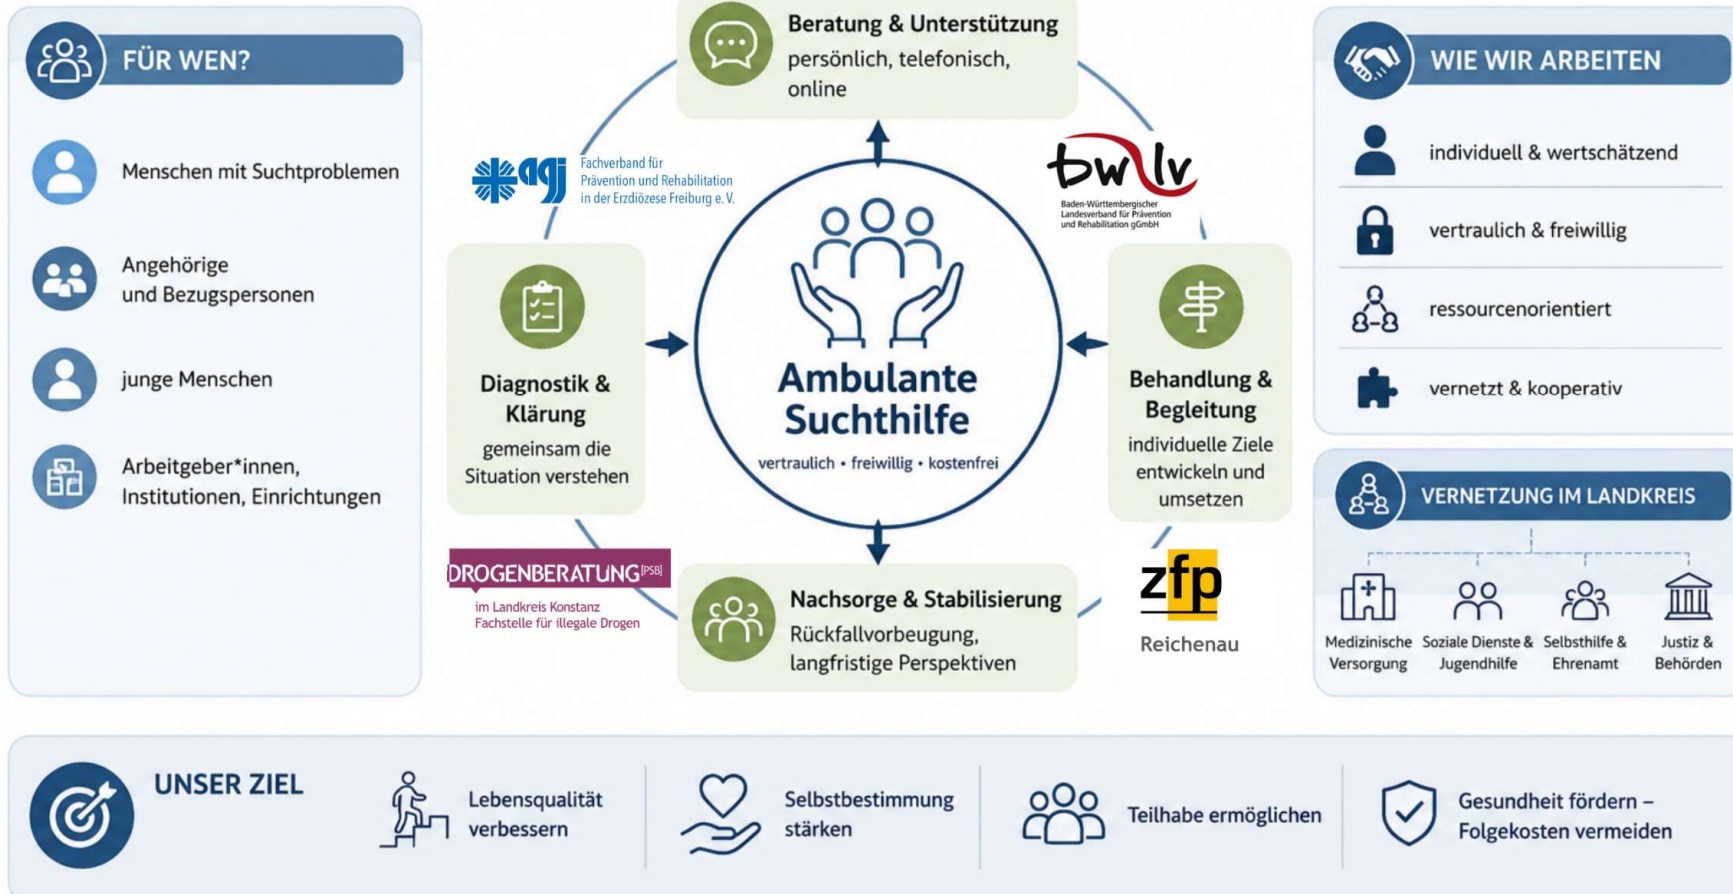 FÜR WEN?
Menschen mit Suchtproblemen
Angehörige
und Bezugspersonen
junge Menschen
Arbeitgeber*innen,
Institutionen, Einrichtungen
Beratung & Unterstützung
persönlich, telefonisch,
online
agj
Fachverband für
Prävention und Rehabilitation
in der Erzdiözese Freiburg e. V.
bwlv
Baden-Württembergischer
Landesverband für Prävention
und Rehabilitation gGmbH
Diagnostik &
Klärung
gemeinsam die
Situation verstehen
Ambulante
Suchthilfe
vertraulich • freiwillig • kostenfrei
Behandlung &
Begleitung
individuelle Ziele
entwickeln und
umsetzen
DROGENBERATUNG [PSB]
im Landkreis Konstanz
Fachstelle für illegale Drogen
Nachsorge & Stabilisierung
Rückfallvorbeugung,
langfristige Perspektiven
zfp
Reichenau
WIE WIR ARBEITEN
individuell & wertschätzend
vertraulich & freiwillig
ressourcenorientiert
vernetzt & kooperativ
VERNETZUNG IM LANDKREIS
Medizinische
Versorgung
Soziale Dienste &
Jugendhilfe
Selbsthilfe &
Ehrenamt
Justiz &
Behörden
UNSER ZIEL
Lebensqualität
verbessern
Selbstbestimmung
stärken
Teilhabe ermöglichen
Gesundheit fördern –
Folgekosten vermeiden